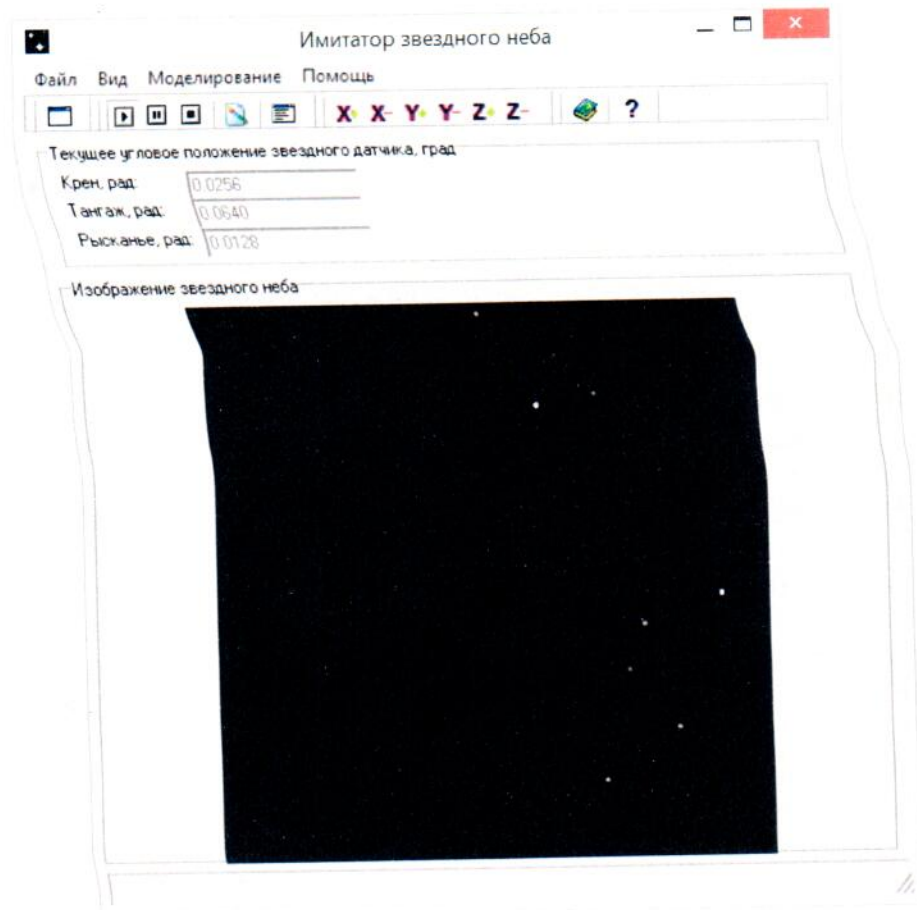 Имитатор звездного неба
Файл Вид Моделирование Помощь
X+ X- Y+ Y- Z+ Z- ?
Текущее угловое положение звездного датчика, град
Крен, рад: 0.0256
Тангаж, рад: 0.0640
Рысканье, рад: 0.0128
Изображение звездного неба